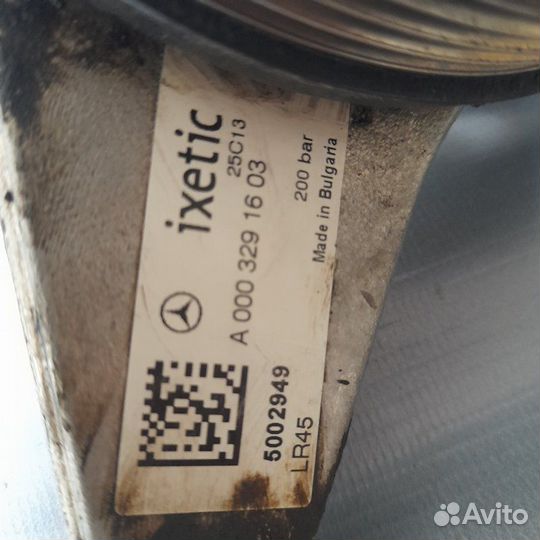 ixetic
25C13
A 000 329 16 03
200 bar
Made in Bulgaria
5002949
LR45
Avito